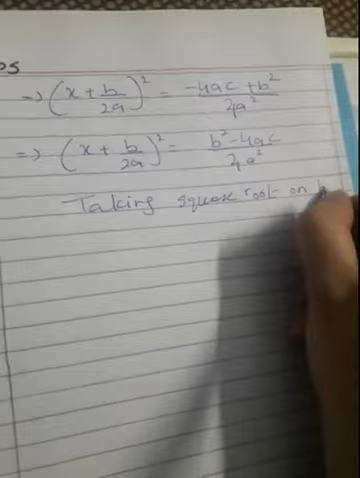 ⇒ (x + b/2a)² = -4ac + b² / 4a²
⇒ (x + b/2a)² = b² - 4ac / 4a²
Taking square root on